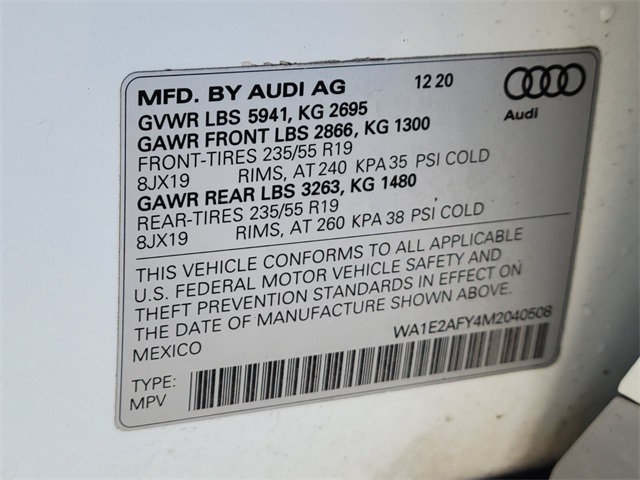 MFD. BY AUDI AG 12 20
GVWR LBS 5941, KG 2695
GAWR FRONT LBS 2866, KG 1300
FRONT-TIRES 235/55 R19
8JX19 RIMS, AT 240 KPA 35 PSI COLD
GAWR REAR LBS 3263, KG 1480
REAR-TIRES 235/55 R19
8JX19 RIMS, AT 260 KPA 38 PSI COLD
Audi
THIS VEHICLE CONFORMS TO ALL APPLICABLE
U.S. FEDERAL MOTOR VEHICLE SAFETY AND
THEFT PREVENTION STANDARDS IN EFFECT ON
THE DATE OF MANUFACTURE SHOWN ABOVE.
MEXICO WA1E2AFY4M2040508
TYPE:
MPV